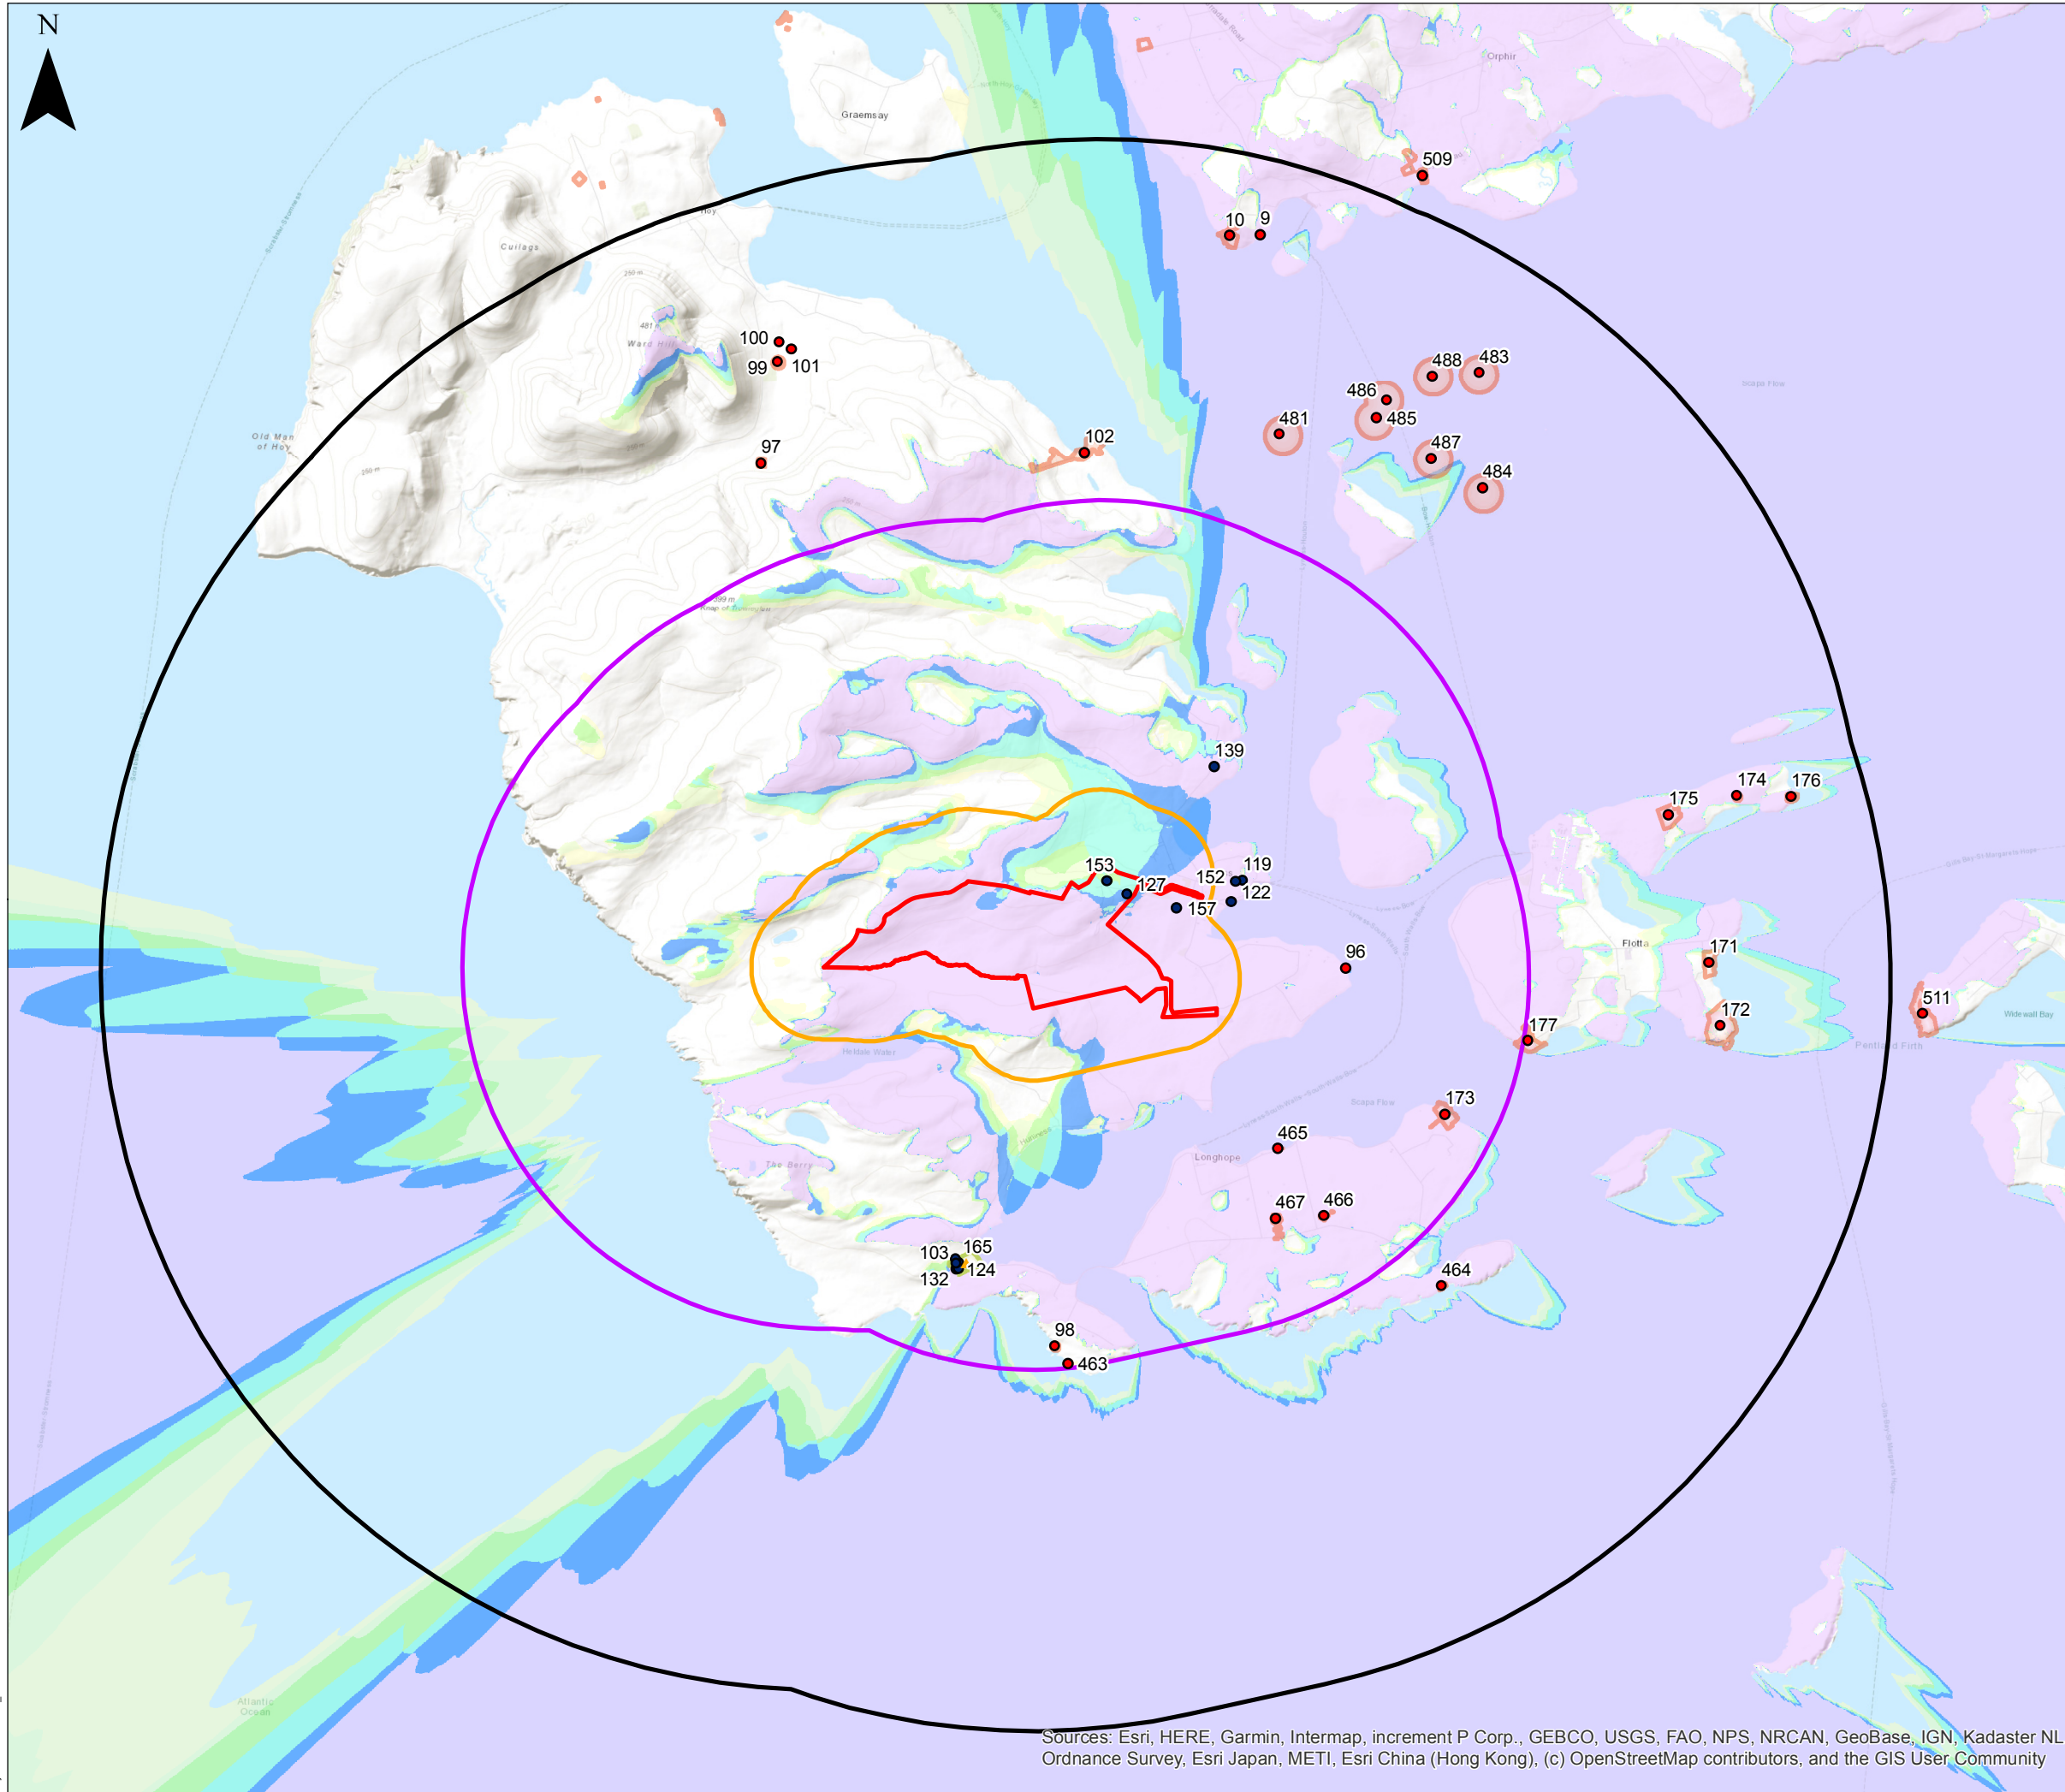 N
Orphir
Graemsay
509
10
9
Hoy
Cuilags
250 m
481
Ward Hill
100
99
101
488
483
Scapa Flow
486
485
481
Old Man
of Hoy
250 m
97
102
487
484
139
174
176
175
153
119
152
127
122
157
Flotta
96
171
511
Widewall Bay
172
177
Pentland Firth
Heldale Water
Scapa Flow
173
465
Longhope
The Berry
467
466
103
165
132
124
464
98
463
Atlantic
Ocean
Sources: Esri, HERE, Garmin, Intermap, increment P Corp., GEBCO, USGS, FAO, NPS, NRCAN, GeoBase, IGN, Kadaster NL
Ordnance Survey, Esri Japan, METI, Esri China (Hong Kong), (c) OpenStreetMap contributors, and the GIS User Community